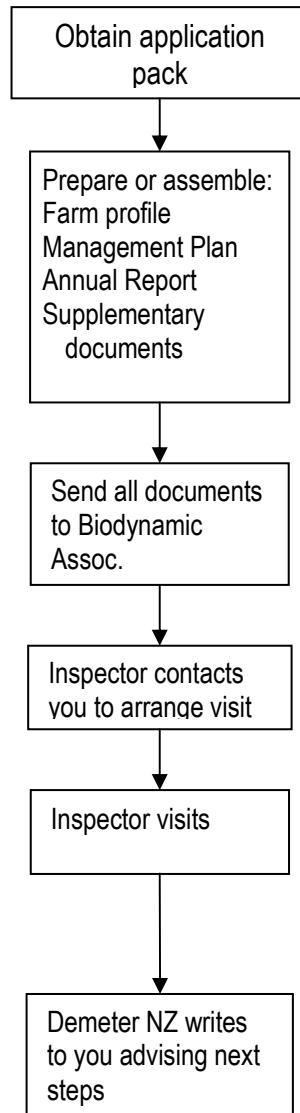 Obtain application
pack
Prepare or assemble:
Farm profile
Management Plan
Annual Report
Supplementary
documents
Send all documents
to Biodynamic
Assoc.
Inspector contacts
you to arrange visit
Inspector visits
Demeter NZ writes
to you advising next
steps